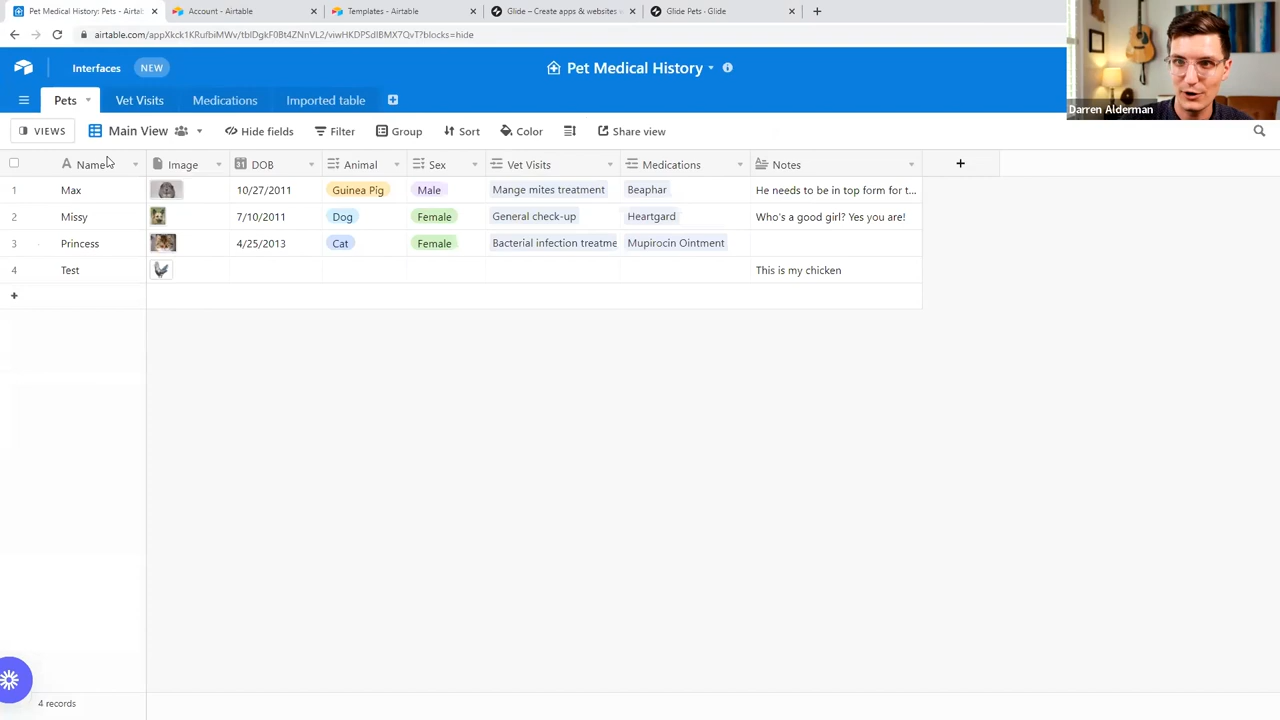 Pet Medical History: Pets - Airtab
Account - Airtable
Templates - Airtable
Glide – Create apps & websites w
Glide Pets · Glide
airtable.com/appXkck1KRufbiMWv/tblDgkF0Bt4ZNnVL2/viwHKDPSdlBMX7QvT?blocks=hide
Interfaces NEW
Pet Medical History
Pets Vet Visits Medications Imported table
VIEWS Main View Hide fields Filter Group Sort Color Share view
Darren Alderman
Name Image DOB Animal Sex Vet Visits Medications Notes
1 Max 10/27/2011 Guinea Pig Male Mange mites treatment Beaphar He needs to be in top form for t...
2 Missy 7/10/2011 Dog Female General check-up Heartgard Who's a good girl? Yes you are!
3 Princess 4/25/2013 Cat Female Bacterial infection treatme Mupirocin Ointment
4 Test This is my chicken
4 records